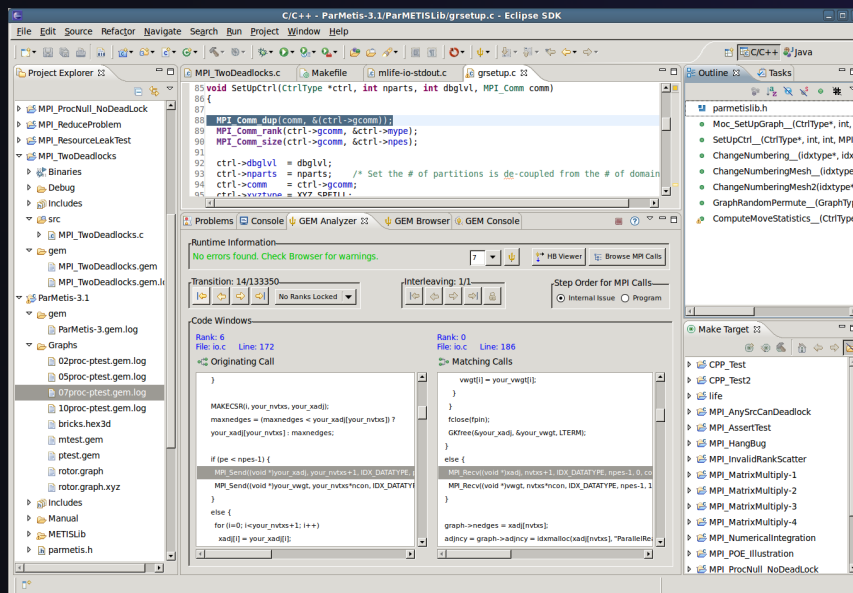 C/C++ - ParMetis-3.1/ParMETISLib/grsetup.c - Eclipse SDK
File Edit Source Refactor Navigate Search Run Project Window Help
C/C++ Java
Project Explorer
MPI_ProcNull_NoDeadLock
MPI_ReduceProblem
MPI_ResourceLeakTest
MPI_TwoDeadlocks
Binaries
Debug
Includes
src
MPI_TwoDeadlocks.c
gem
MPI_TwoDeadlocks.gem
MPI_TwoDeadlocks.gem.l
ParMetis-3.1
gem
ParMetis-3.gem.log
Graphs
02proc-ptest.gem.log
05proc-ptest.gem.log
07proc-ptest.gem.log
10proc-ptest.gem.log
bricks.hex3d
mtest.gem
ptest.gem
rotor.graph
rotor.graph.xyz
Includes
Manual
METISLib
parmetis.h
MPI_TwoDeadlocks.c Makefile mlife-io-stdout.c grsetup.c
85 void SetUpCtrl(CtrlType *ctrl, int nparts, int dbglvl, MPI_Comm comm)
86 {
87
88 MPI_Comm_dup(comm, &(ctrl->gcomm));
89 MPI_Comm_rank(ctrl->gcomm, &ctrl->mype);
90 MPI_Comm_size(ctrl->gcomm, &ctrl->npes);
91
92 ctrl->dbglvl = dbglvl;
93 ctrl->nparts = nparts; /* Set the # of partitions is de-coupled from the # of domain
94 ctrl->comm = ctrl->gcomm;
95 ctrl->xyztype = XYZ_SPFILL;
Problems Console GEM Analyzer GEM Browser GEM Console
Runtime Information
No errors found. Check Browser for warnings.
7
HB Viewer Browse MPI Calls
Transition: 14/133350
No Ranks Locked
Interleaving: 1/1
Step Order for MPI Calls
Internal Issue Program
Code Windows
Rank: 6
File: io.c Line: 172
Originating Call
}
MAKECSR(i, your_nvtxs, your_xadj);
maxnedges = (maxnedges < your_xadj[your_nvtxs]) ?
your_xadj[your_nvtxs] : maxnedges;
if (pe < npes-1) {
MPI_Send((void *)your_xadj, your_nvtxs+1, IDX_DATATYPE, p
MPI_Send((void *)your_vwgt, your_nvtxs*ncon, IDX_DATATY
}
else {
for (i=0; i<your_nvtxs+1; i++)
xadj[i] = your_xadj[i];
Rank: 0
File: io.c Line: 186
Matching Calls
vwgt[i] = your_vwgt[i];
}
}
fclose(fpin);
GKfree(&your_xadj, &your_vwgt, LTERM);
}
else {
MPI_Recv((void *)xadj, nvtxs+1, IDX_DATATYPE, npes-1, 0, co
MPI_Recv((void *)vwgt, nvtxs*ncon, IDX_DATATYPE, npes-1, 1
}
graph->nedges = xadj[nvtxs];
adjncy = graph->adjncy = idxmalloc(xadj[nvtxs], "ParallelRea
Outline Tasks
parmetislib.h
Moc_SetUpGraph__(CtrlType*, int,
SetUpCtrl__(CtrlType*, int, int, MPI
ChangeNumbering__(idxtype*, idx
ChangeNumberingMesh__(idxtype
ChangeNumberingMesh2(idxtype*
GraphRandomPermute__(GraphTy
ComputeMoveStatistics__(CtrlType
Make Target
CPP_Test
CPP_Test2
life
MPI_AnySrcCanDeadlock
MPI_AssertTest
MPI_HangBug
MPI_InvalidRankScatter
MPI_MatrixMultiply-1
MPI_MatrixMultiply-2
MPI_MatrixMultiply-3
MPI_MatrixMultiply-4
MPI_NumericalIntegration
MPI_POE_Illustration
MPI_ProcNull_NoDeadLock